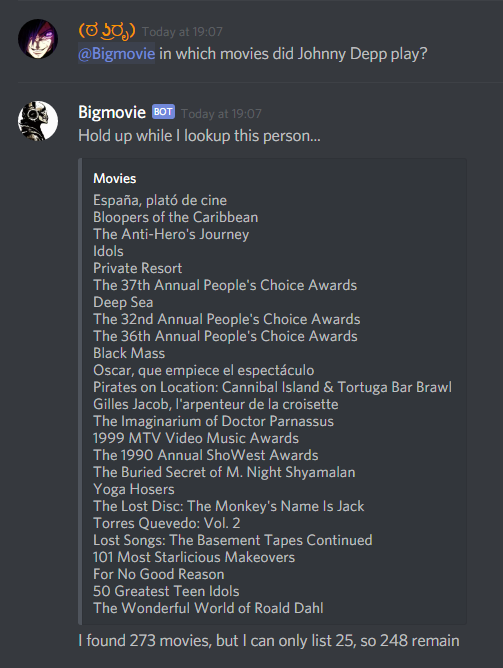 Today at 19:07
@Bigmovie in which movies did Johnny Depp play?
Bigmovie BOT Today at 19:07
Hold up while I lookup this person...
Movies
España, plató de cine
Bloopers of the Caribbean
The Anti-Hero's Journey
Idols
Private Resort
The 37th Annual People's Choice Awards
Deep Sea
The 32nd Annual People's Choice Awards
The 36th Annual People's Choice Awards
Black Mass
Oscar, que empiece el espectáculo
Pirates on Location: Cannibal Island & Tortuga Bar Brawl
Gilles Jacob, l'arpenteur de la croisette
The Imaginarium of Doctor Parnassus
1999 MTV Video Music Awards
The 1990 Annual ShoWest Awards
The Buried Secret of M. Night Shyamalan
Yoga Hosers
The Lost Disc: The Monkey's Name Is Jack
Torres Quevedo: Vol. 2
Lost Songs: The Basement Tapes Continued
101 Most Starlicious Makeovers
For No Good Reason
50 Greatest Teen Idols
The Wonderful World of Roald Dahl
I found 273 movies, but I can only list 25, so 248 remain